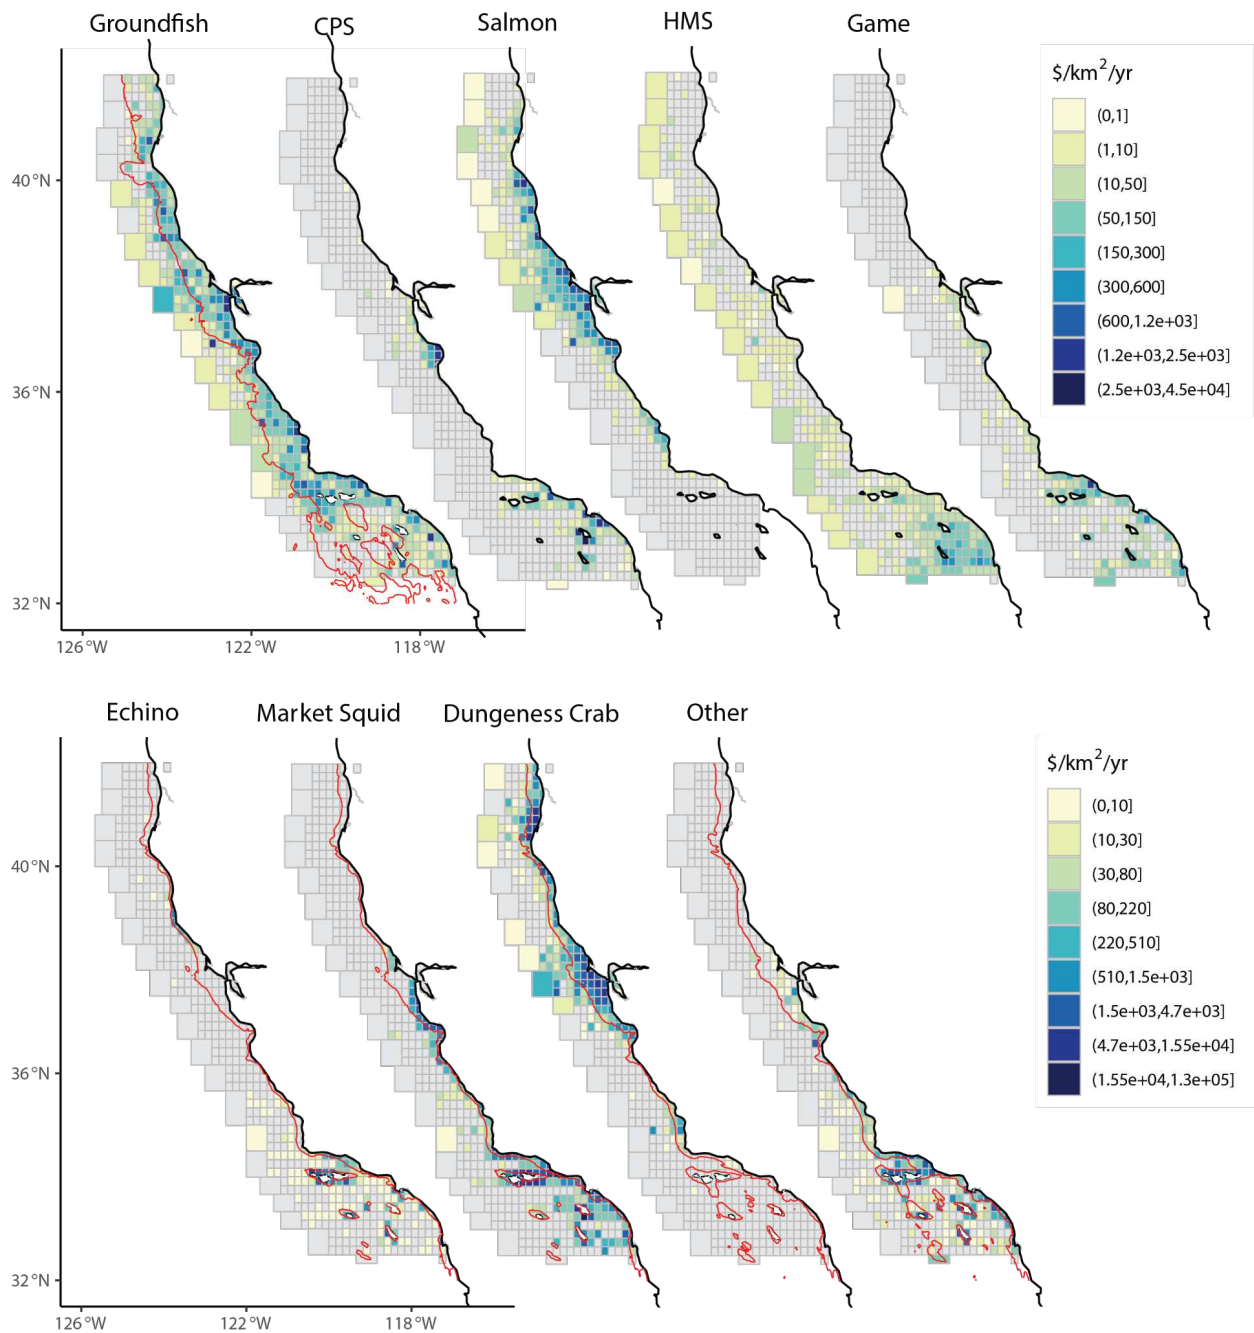 Groundfish CPS Salmon HMS Game
$/km2/yr
(0,1]
(1,10]
(10,50]
(50,150]
(150,300]
(300,600]
(600,1.2e+03]
(1.2e+03,2.5e+03]
(2.5e+03,4.5e+04]
40°N
36°N
32°N
126°W 122°W 118°W
Echino Market Squid Dungeness Crab Other
$/km2/yr
(0,10]
(10,30]
(30,80]
(80,220]
(220,510]
(510,1.5e+03]
(1.5e+03,4.7e+03]
(4.7e+03,1.55e+04]
(1.55e+04,1.3e+05]
40°N
36°N
32°N
126°W 122°W 118°W